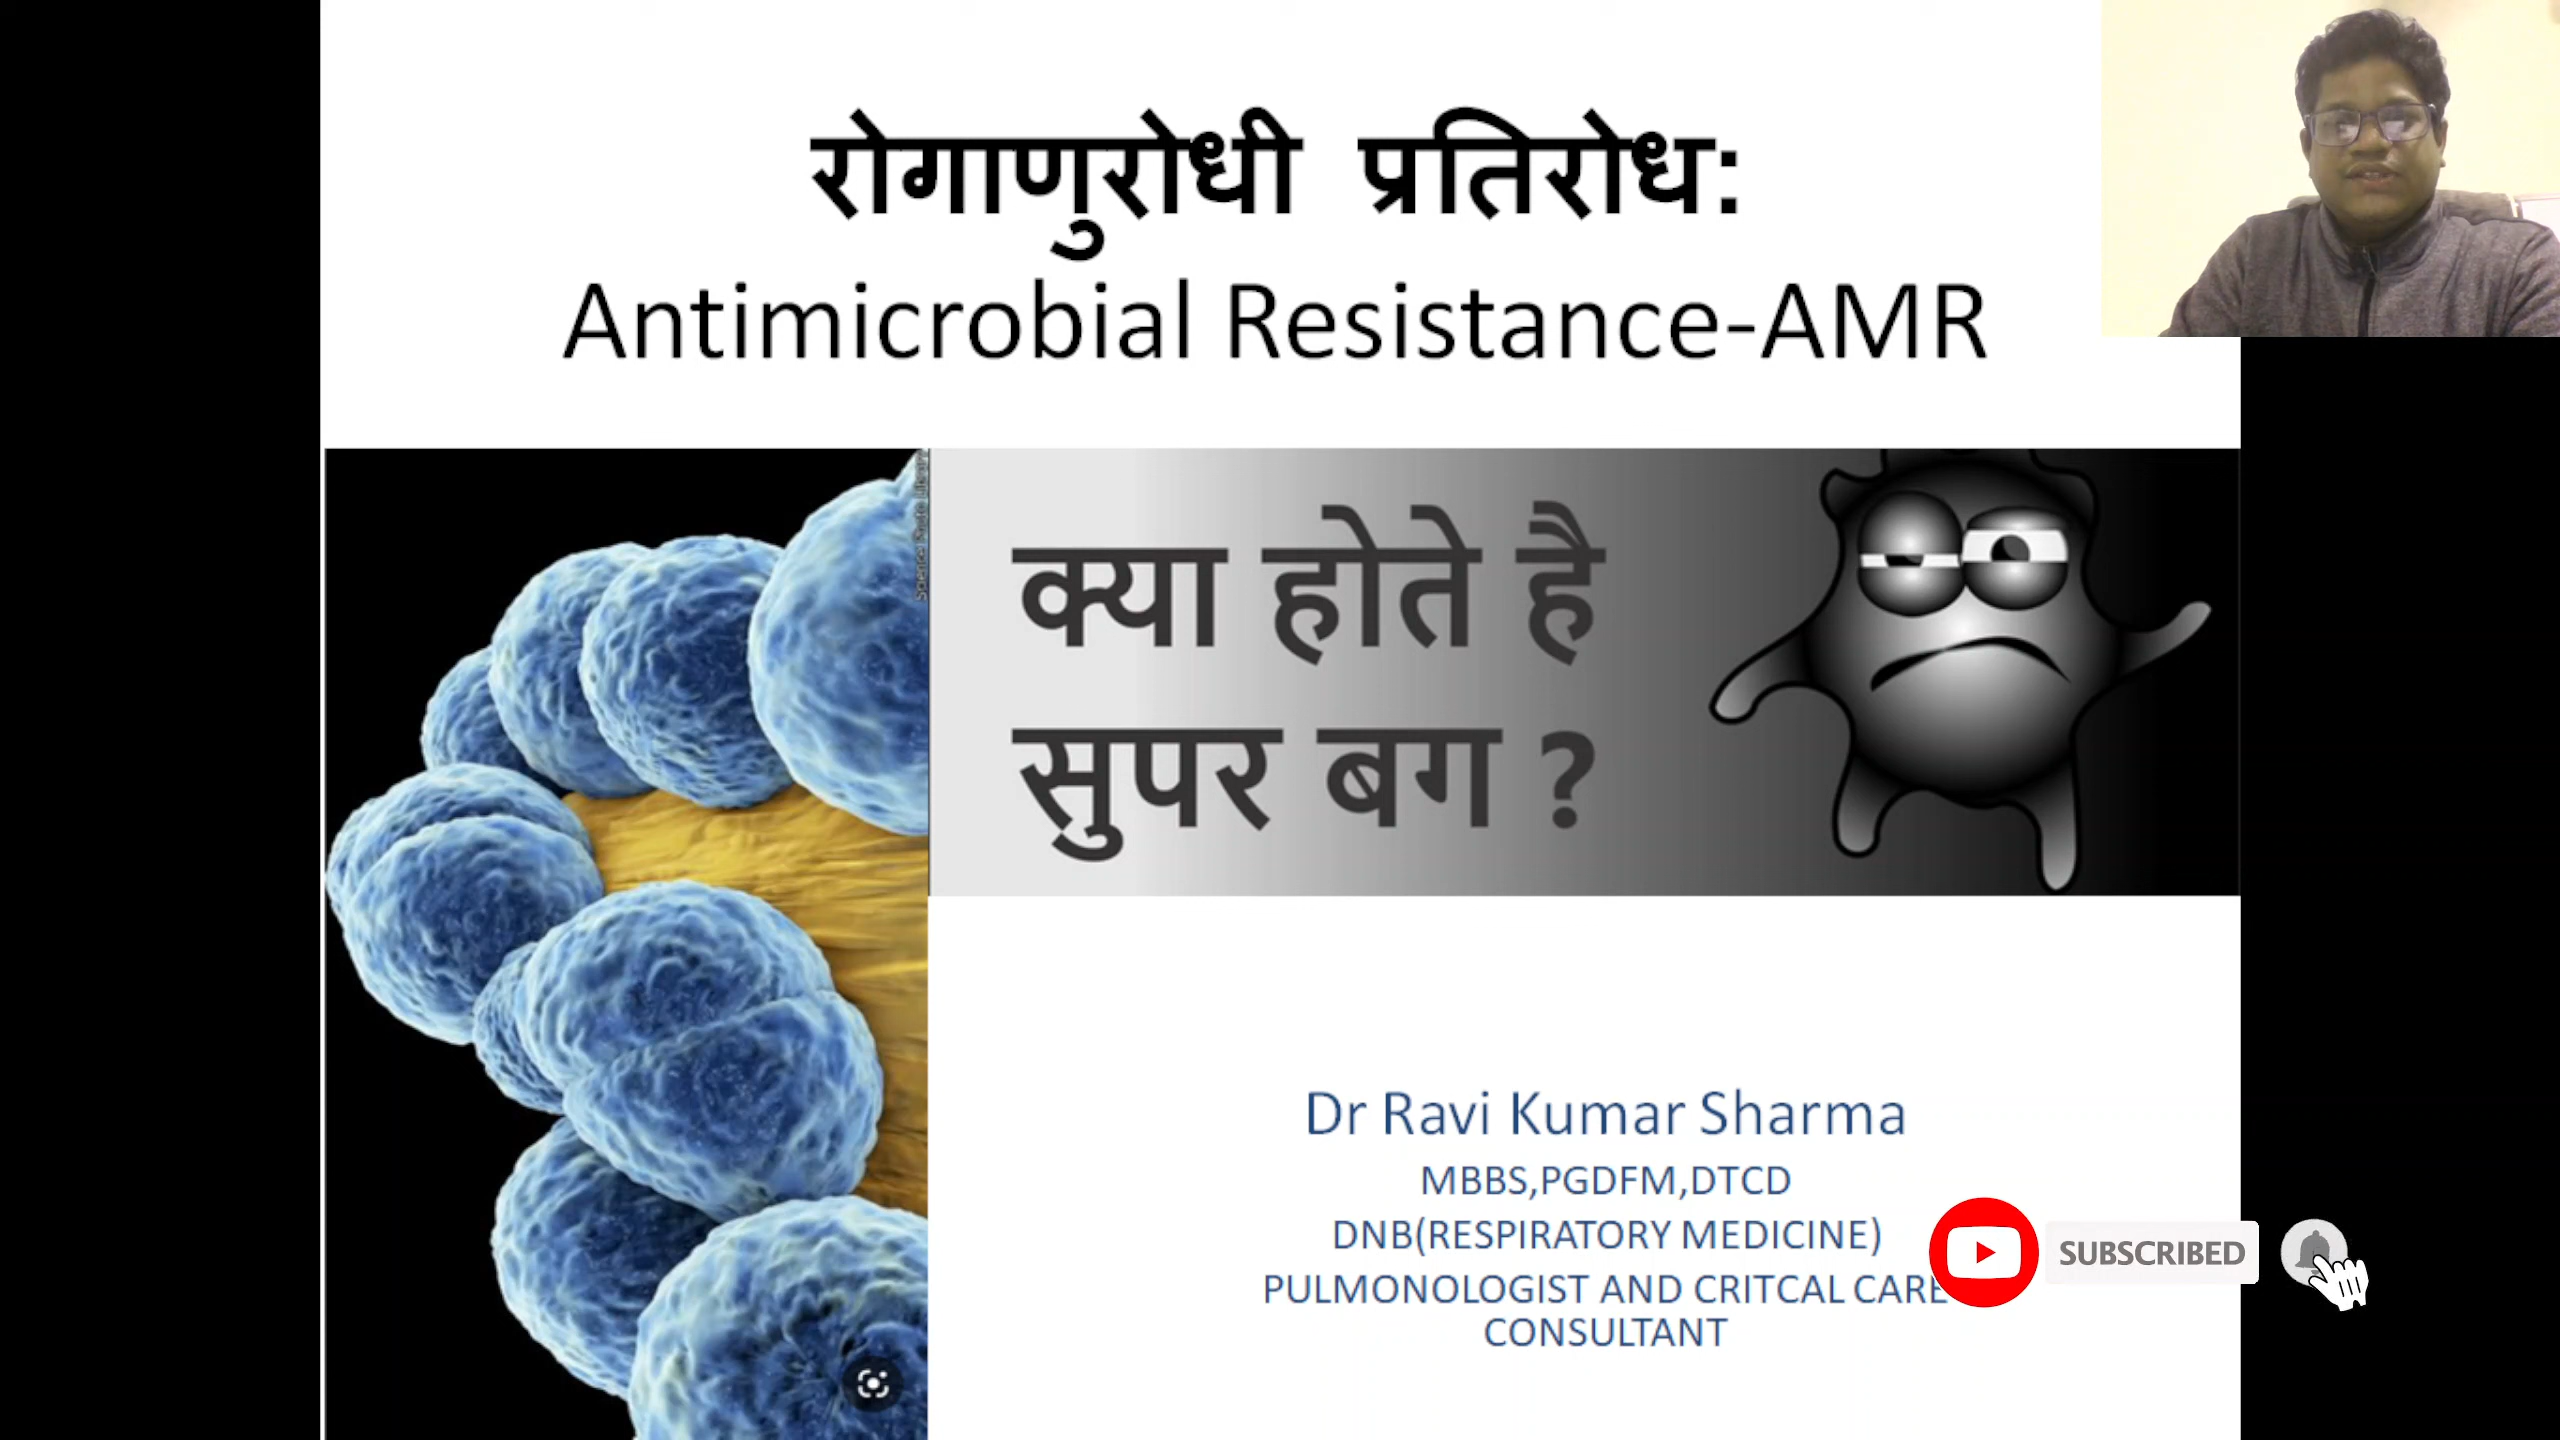 रोगाणुरोधी प्रतिरोध:
Antimicrobial Resistance-AMR
क्या होते है
सुपर बग ?
Dr Ravi Kumar Sharma
MBBS,PGDFM,DTCD
DNB(RESPIRATORY MEDICINE)
PULMONOLOGIST AND CRITCAL CARE
CONSULTANT
SUBSCRIBED